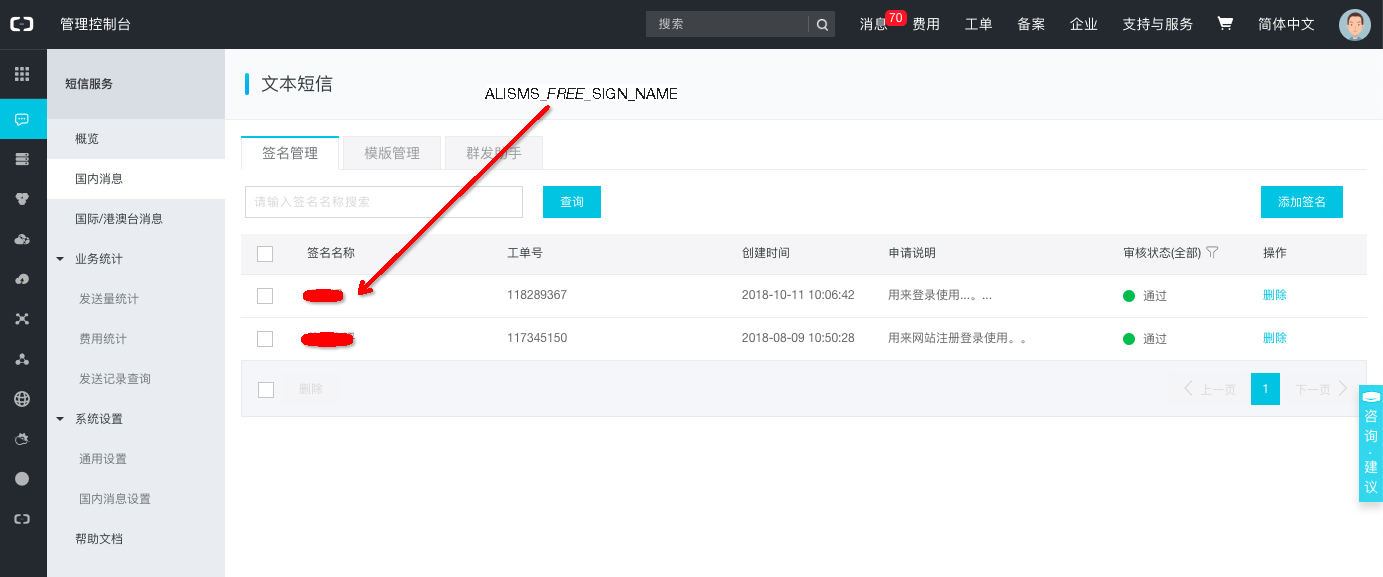 管理控制台
搜索
消息 70 费用 工单 备案 企业 支持与服务 简体中文
短信服务
概览
国内消息
国际/港澳台消息
业务统计
发送量统计
费用统计
发送记录查询
系统设置
通用设置
国内消息设置
帮助文档
文本短信
ALISMS_FREE_SIGN_NAME
签名管理 模版管理 群发助手
请输入签名名称搜索 查询 添加签名
签名名称 工单号 创建时间 申请说明 审核状态(全部) 操作
118289367 2018-10-11 10:06:42 用来登录使用...。... 通过 删除
117345150 2018-08-09 10:50:28 用来网站注册登录使用。。 通过 删除
删除 上一页 1 下一页
咨询·建议